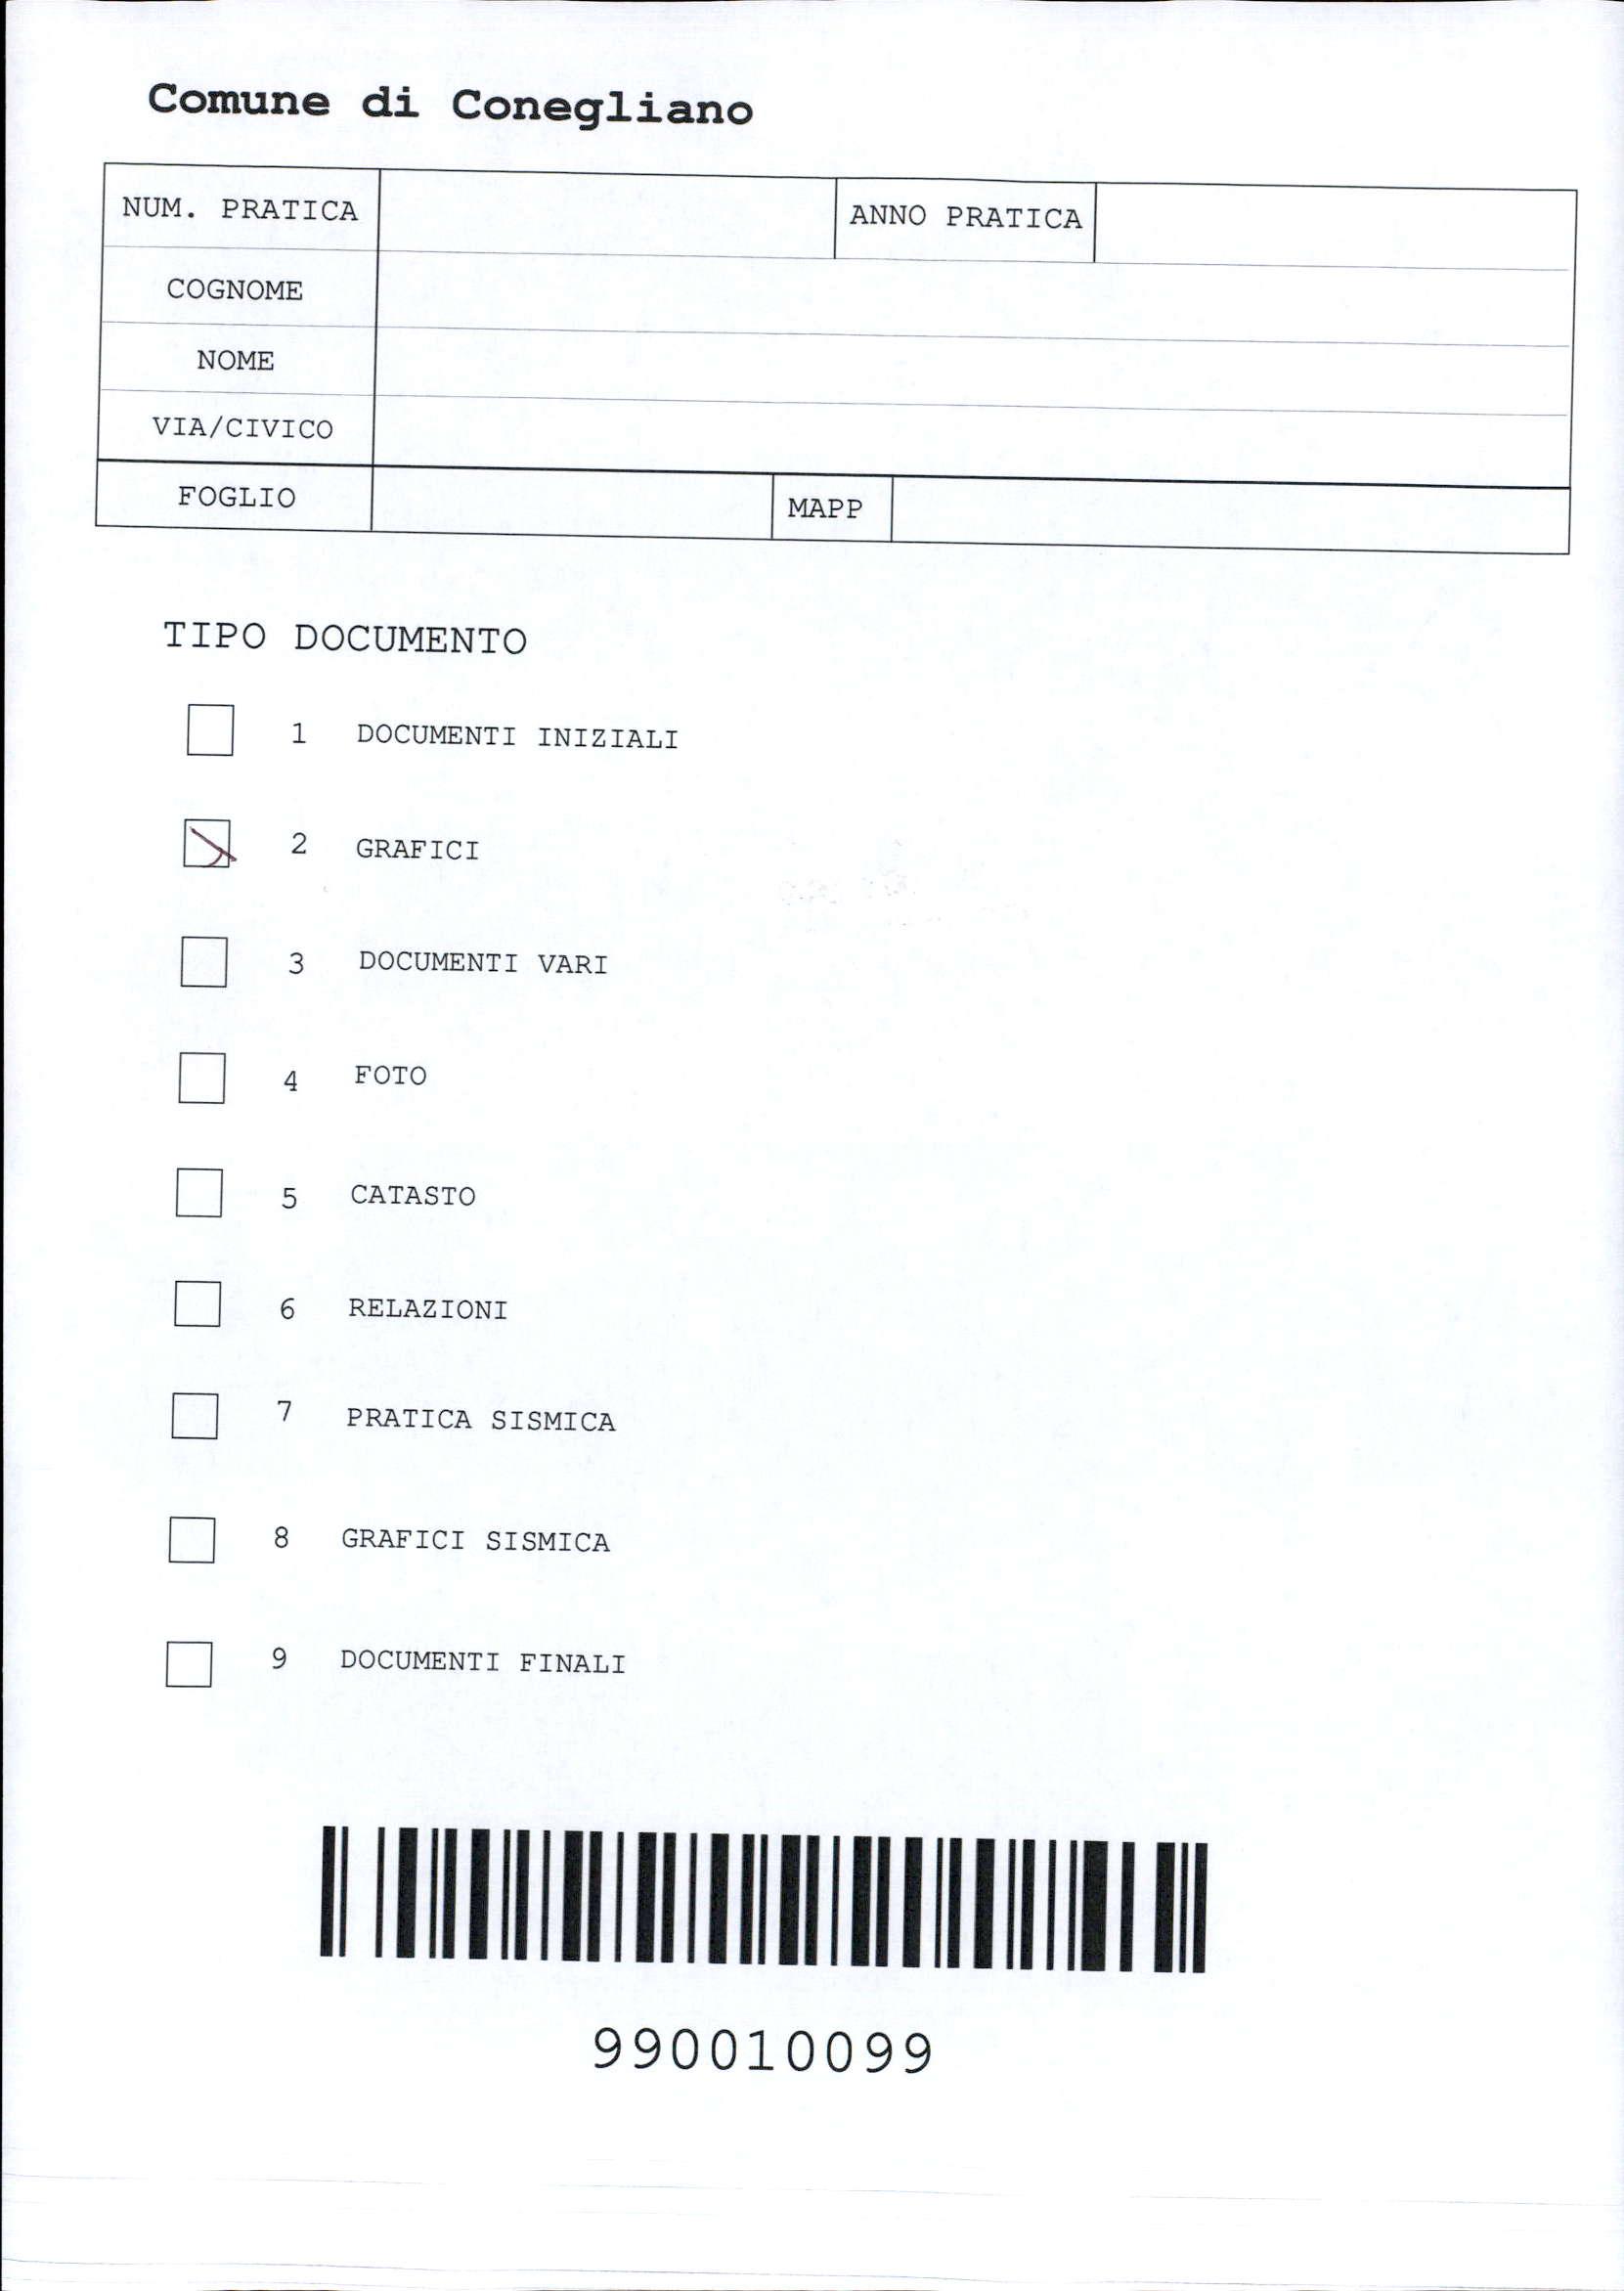 Comune di Conegliano
NUM. PRATICA ANNO PRATICA
COGNOME
NOME
VIA/CIVICO
FOGLIO MAPP
TIPO DOCUMENTO
1 DOCUMENTI INIZIALI
2 GRAFICI
3 DOCUMENTI VARI
4 FOTO
5 CATASTO
6 RELAZIONI
7 PRATICA SISMICA
8 GRAFICI SISMICA
9 DOCUMENTI FINALI
990010099